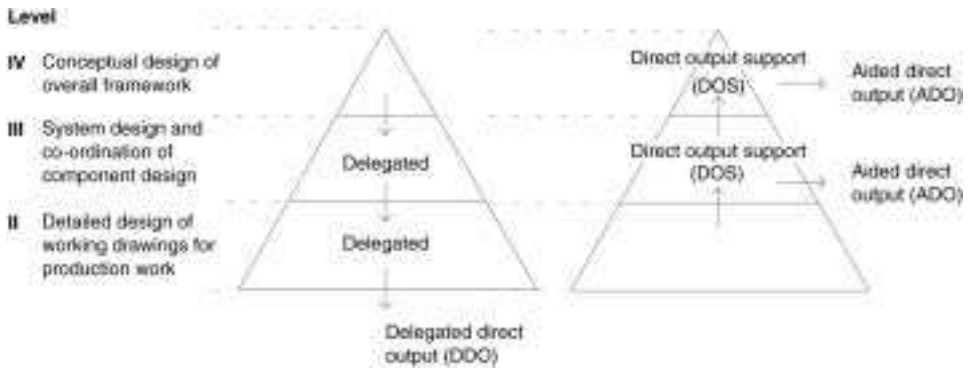 Level
IV Conceptual design of
overall framework
III System design and
co-ordination of
component design
II Detailed design of
working drawings for
production work
Delegated
Delegated
Delegated direct
output (DDO)
Direct output support
(DOS)
Aided direct
output (ADO)
Direct output support
(DOS)
Aided direct
output (ADO)